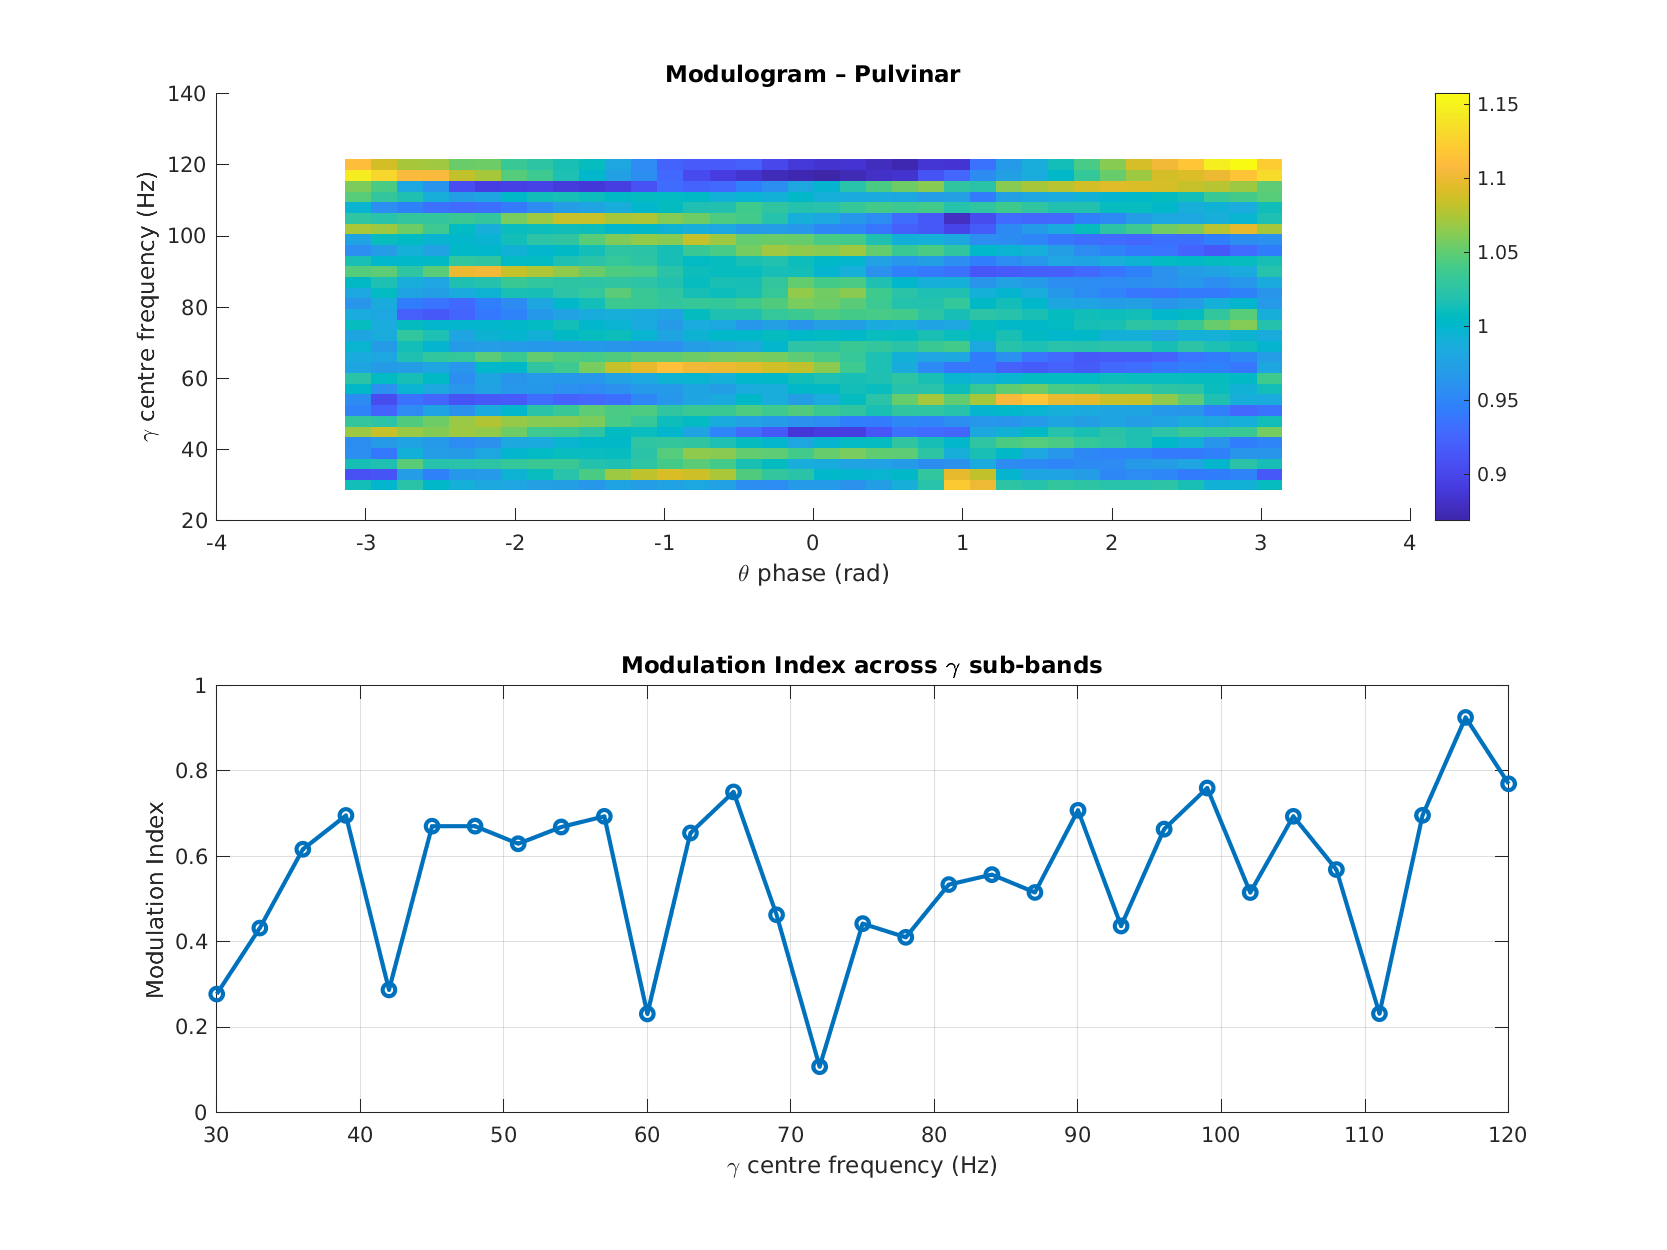 Modulogram – Pulvinar
γ centre frequency (Hz)
140
120
100
80
60
40
20
-4 -3 -2 -1 0 1 2 3 4
θ phase (rad)
1.15
1.1
1.05
1
0.95
0.9
Modulation Index across γ sub-bands
Modulation Index
1
0.8
0.6
0.4
0.2
0
30 40 50 60 70 80 90 100 110 120
γ centre frequency (Hz)